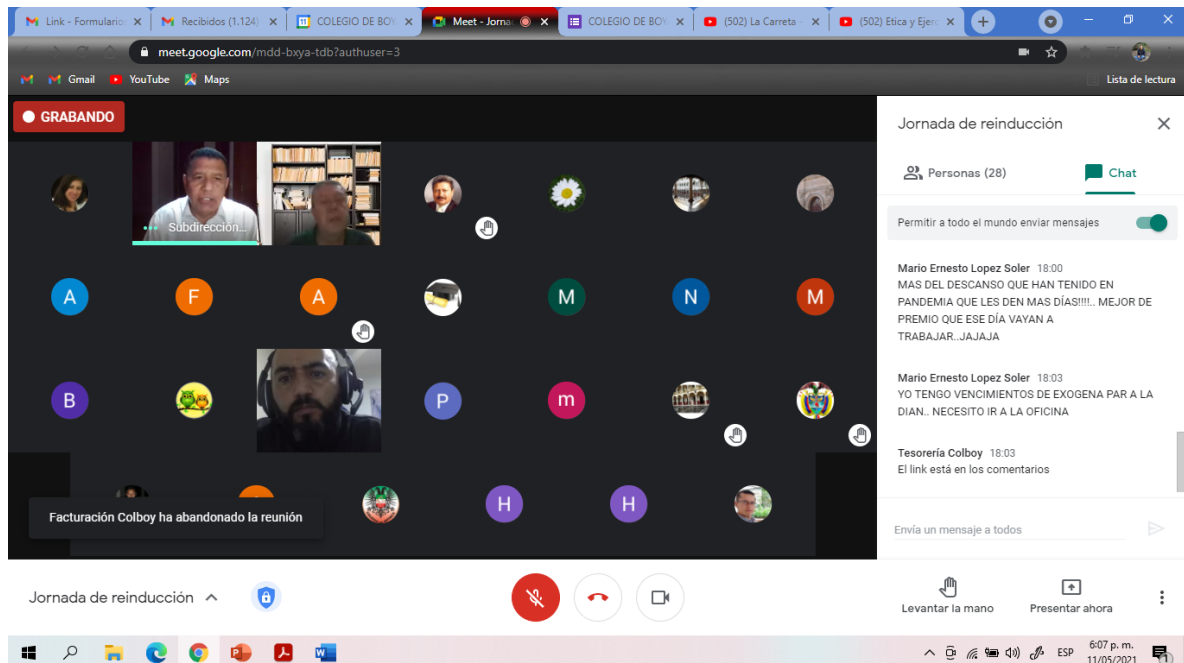 Link - Formulario
Recibidos (1.124)
COLEGIO DE BOY
Meet - Jorna
COLEGIO DE BOY
(502) La Carreta -
(502) Etica y Ejer
meet.google.com/mdd-bxya-tdb?authuser=3
Gmail
YouTube
Maps
Lista de lectura
GRABANDO
Jornada de reinducción
Personas (28)
Chat
Permitir a todo el mundo enviar mensajes
Subdirección...
Mario Ernesto Lopez Soler 18:00
MAS DEL DESCANSO QUE HAN TENIDO EN
PANDEMIA QUE LES DEN MAS DÍAS!!!!.. MEJOR DE
PREMIO QUE ESE DÍA VAYAN A
TRABAJAR..JAJAJA
A
F
A
M
N
M
Mario Ernesto Lopez Soler 18:03
YO TENGO VENCIMIENTOS DE EXOGENA PAR A LA
DIAN.. NECESITO IR A LA OFICINA
B
P
m
Tesorería Colboy 18:03
El link está en los comentarios
H
H
Facturación Colboy ha abandonado la reunión
Envía un mensaje a todos
Jornada de reinducción
Levantar la mano
Presentar ahora
ESP
6:07 p. m.
11/05/2021
1